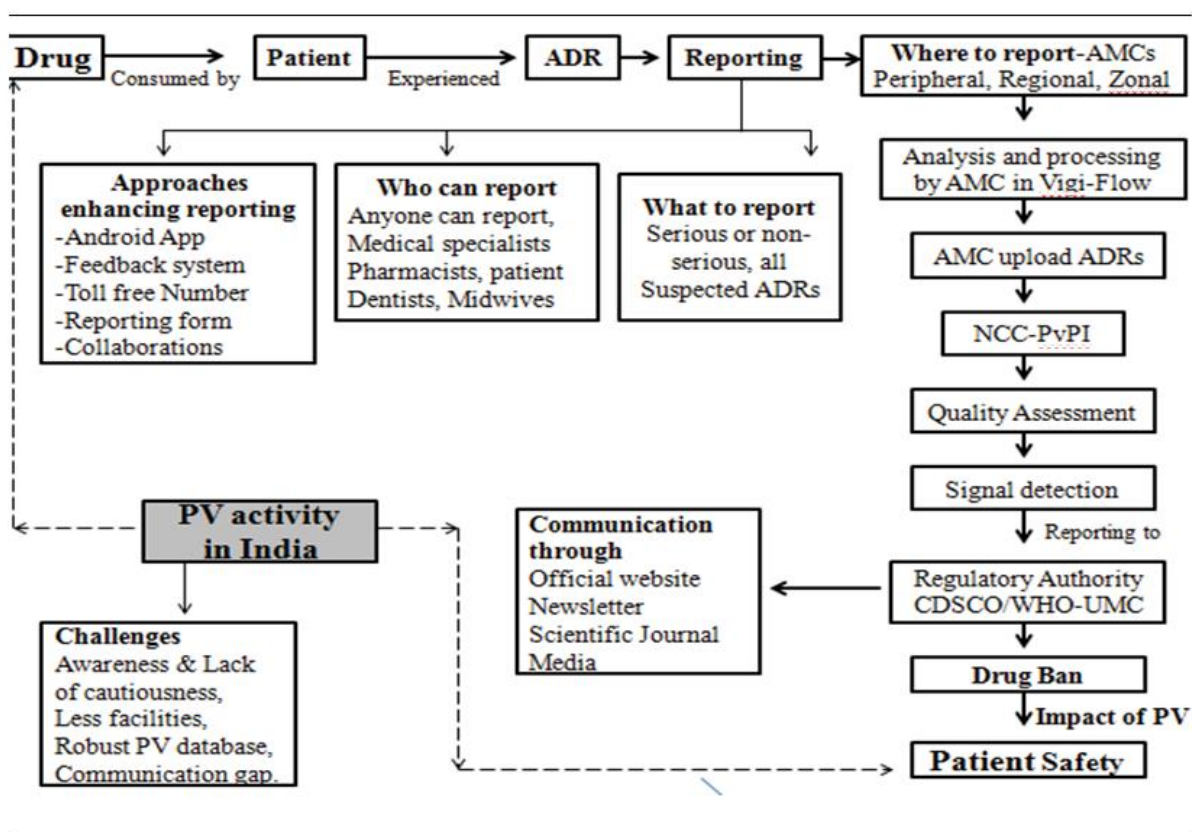 Drug
Consumed by
Patient
Experienced
ADR
Reporting
Where to report-AMCs
Peripheral, Regional, Zonal
Approaches
enhancing reporting
-Android App
-Feedback system
-Toll free Number
-Reporting form
-Collaborations
Who can report
Anyone can report,
Medical specialists
Pharmacists, patient
Dentists, Midwives
What to report
Serious or non-
serious, all
Suspected ADRs
Analysis and processing
by AMC in Vigi-Flow
AMC upload ADRs
NCC-PvPI
Quality Assessment
Signal detection
Reporting to
Regulatory Authority
CDSCO/WHO-UMC
Communication
through
Official website
Newsletter
Scientific Journal
Media
Drug Ban
Impact of PV
Patient Safety
PV activity
in India
Challenges
Awareness & Lack
of cautiousness,
Less facilities,
Robust PV database,
Communication gap.